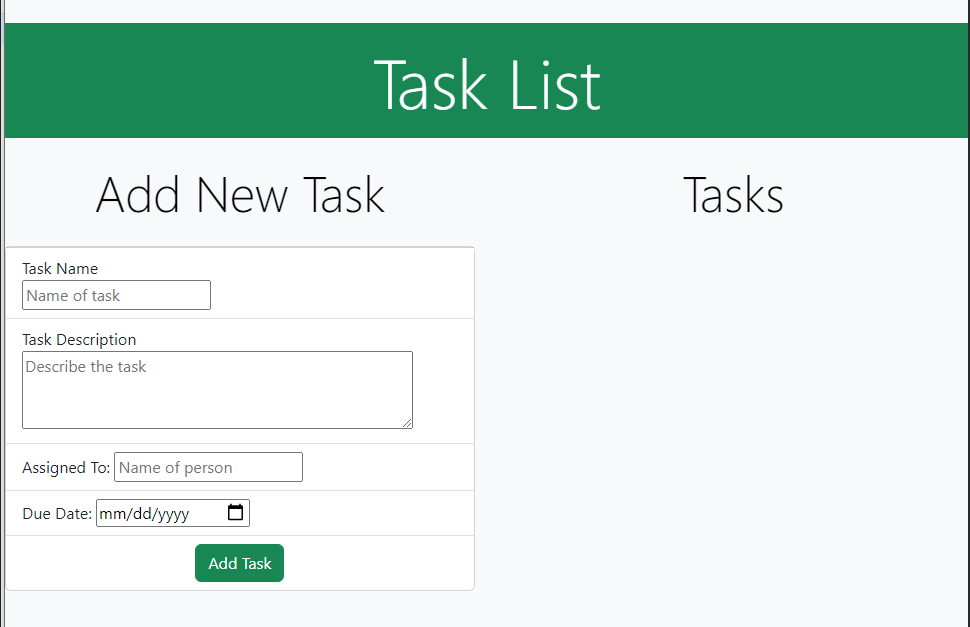 Task List
Add New Task
Tasks
Task Name
Name of task
Task Description
Describe the task
Assigned To: Name of person
Due Date: mm/dd/yyyy
Add Task